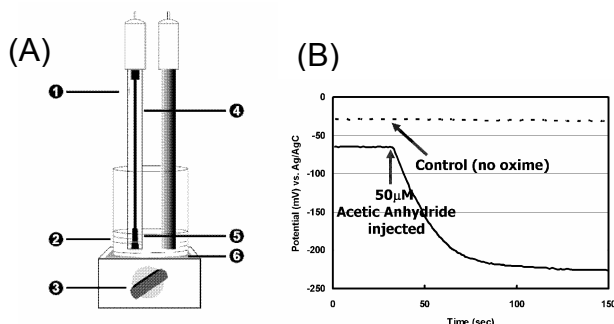 (A)
❶
❷
❸
❹
❺
❻
(B)
Potential (mV) vs. Ag/AgC
0
-50
-100
-150
-200
-250
Control (no oxime)
50µM
Acetic Anhydride
injected
0
50
100
150
Time (sec)